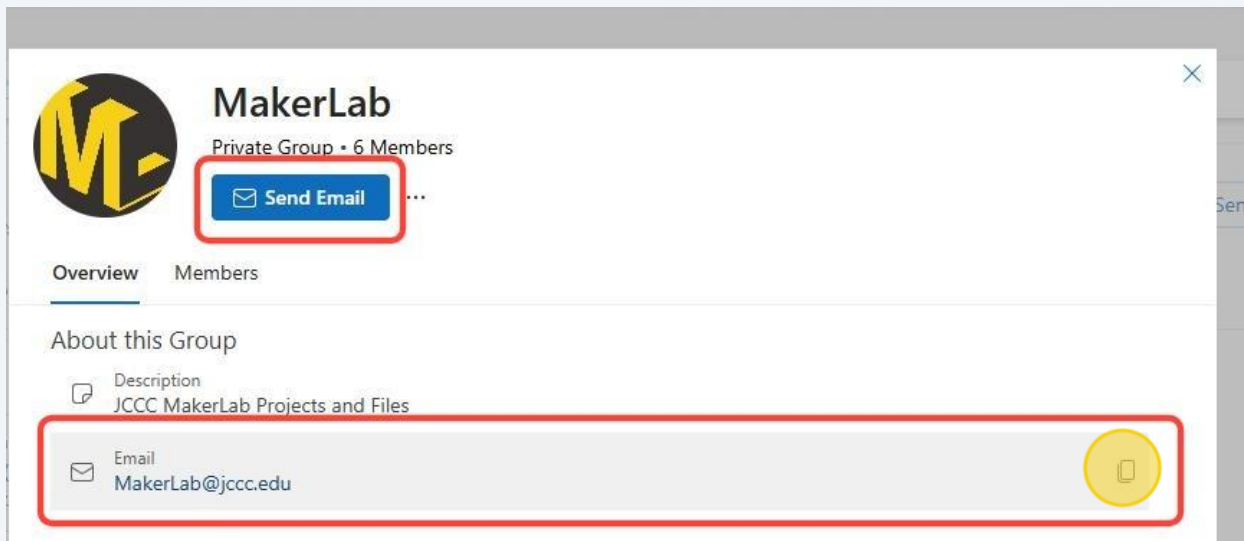 MakerLab
Private Group • 6 Members
Send Email
...
Overview Members
About this Group
Description
JCCC MakerLab Projects and Files
Email
MakerLab@jccc.edu
Sen